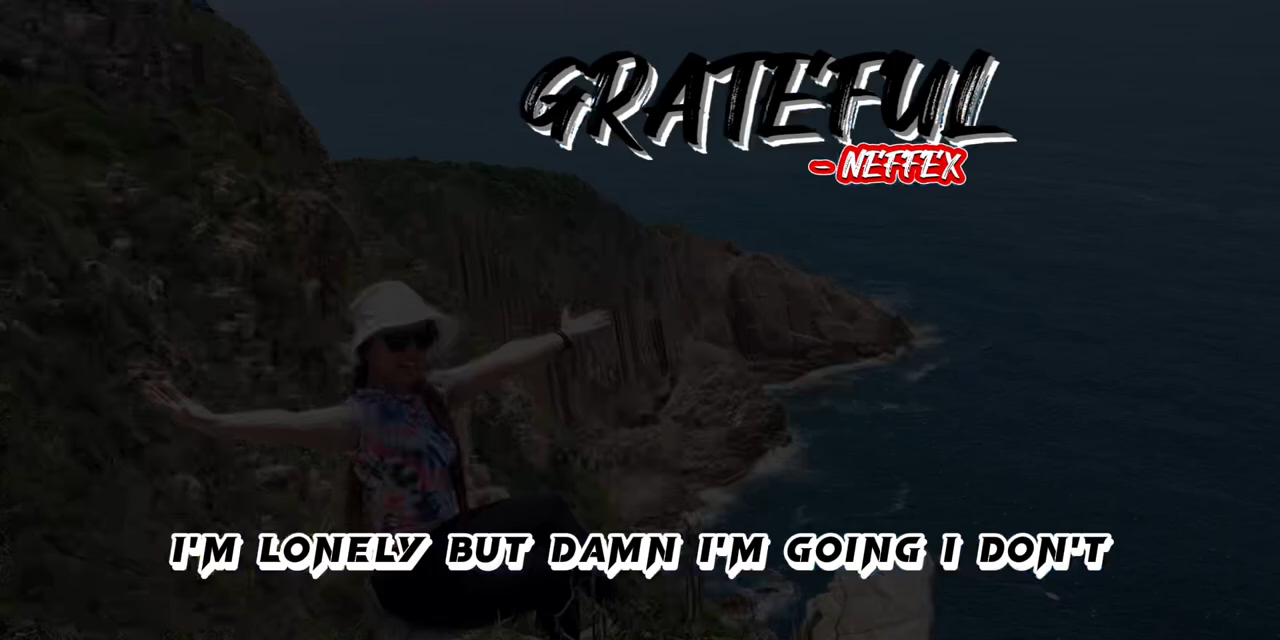 GRATEFUL
- NEFFEX
I'M LONELY BUT DAMN I'M GOING I DON'T